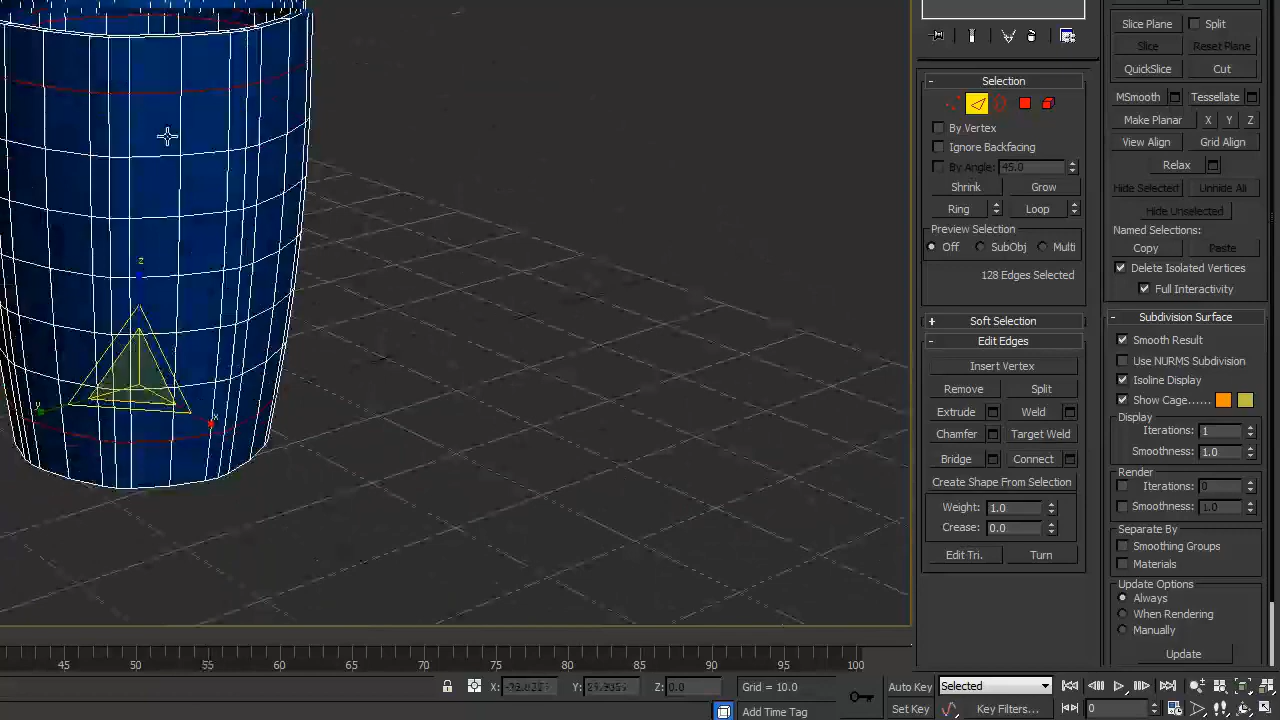 Slice Plane Split
Slice Reset Plane
QuickSlice Cut
Selection
MSmooth Tessellate
Make Planar X Y Z
By Vertex
Ignore Backfacing
View Align Grid Align
By Angle: 45.0
Relax
Shrink Grow
Hide Selected Unhide All
Ring Loop
Hide Unselected
Preview Selection
Named Selections:
Off SubObj Multi
Copy Paste
z
128 Edges Selected
Delete Isolated Vertices
Full Interactivity
Soft Selection
Subdivision Surface
Edit Edges
Smooth Result
Insert Vertex
Use NURMS Subdivision
Remove Split
Isoline Display
Show Cage......
Extrude Weld
Display
y
x
Chamfer Target Weld
Iterations: 1
Smoothness: 1.0
Bridge Connect
Render
Create Shape From Selection
Iterations: 0
Weight: 1.0
Smoothness: 1.0
Crease: 0.0
Separate By
Smoothing Groups
Edit Tri. Turn
Materials
Update Options
Always
When Rendering
Manually
Update
45 50 55 60 65 70 75 80 85 90 95 100
X: Y: Z: 0.0 Grid = 10.0 Auto Key Selected
Add Time Tag Set Key Key Filters... 0